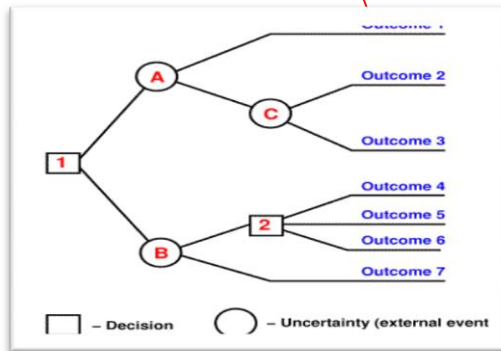 A
Outcome 2
C
Outcome 3
1
Outcome 4
2
Outcome 5
Outcome 6
B
Outcome 7
– Decision
– Uncertainty (external event